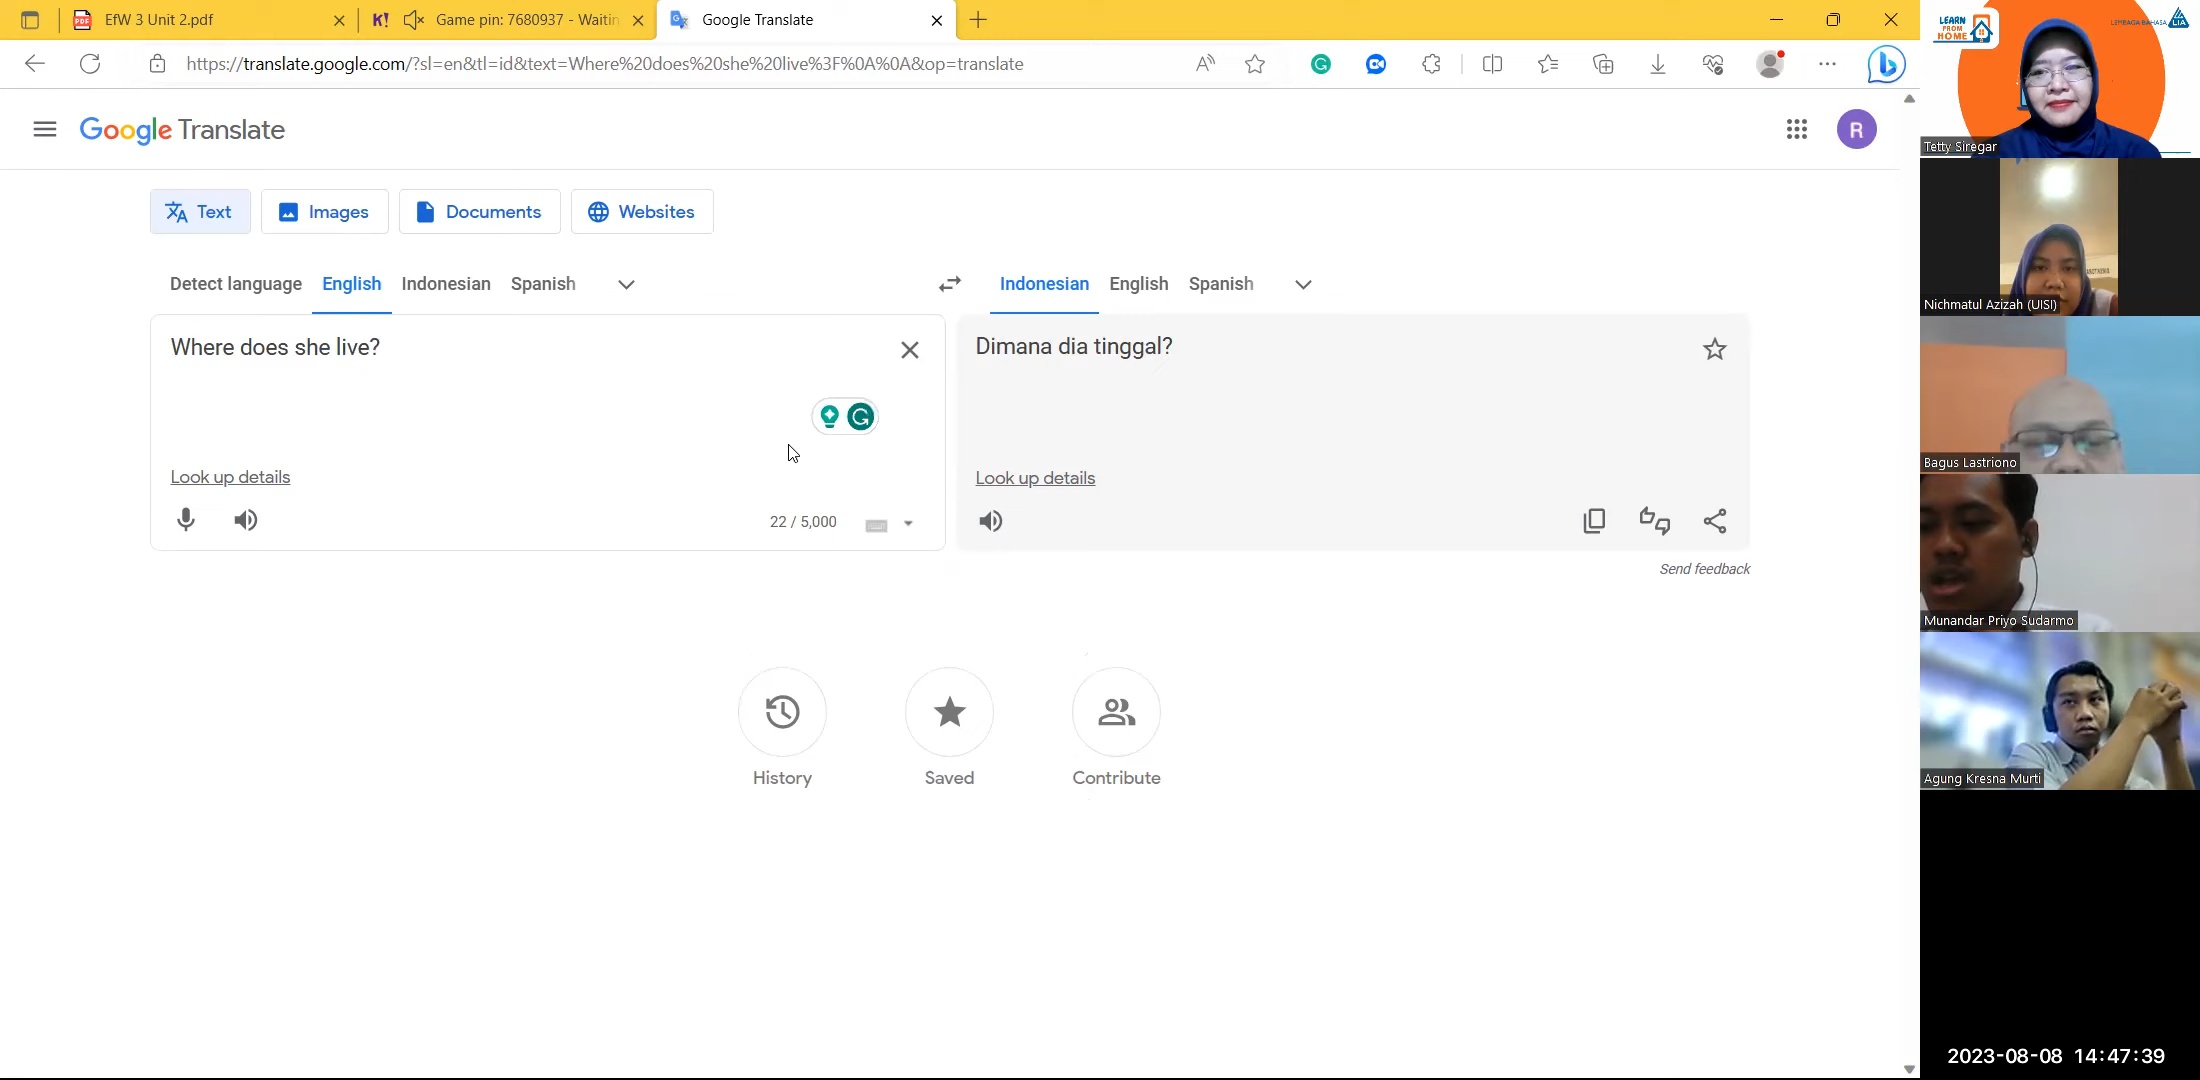 EfW 3 Unit 2.pdf
K! Game pin: 7680937 - Waitin
Google Translate
https://translate.google.com/?sl=en&tl=id&text=Where%20does%20she%20live%3F%0A%0A&op=translate
Google Translate
R
Text
Images
Documents
Websites
Detect language
English
Indonesian
Spanish
Indonesian
English
Spanish
Where does she live?
Dimana dia tinggal?
Look up details
Look up details
22 / 5,000
Send feedback
History
Saved
Contribute
LEARN
FROM
HOME
LEMBAGA BAHASA LIA
Tetty Siregar
Nichmatul Azizah (UISI)
Bagus Lastriono
Munandar Priyo Sudarmo
Agung Kresna Murti
2023-08-08 14:47:39